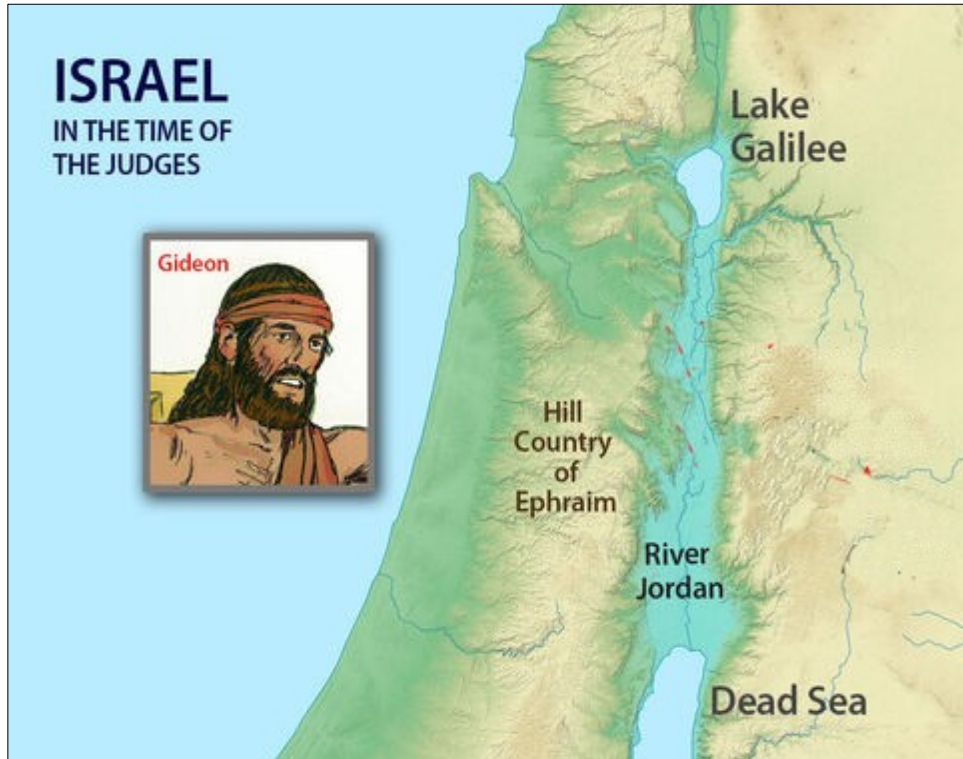 ISRAEL
IN THE TIME OF
THE JUDGES
Lake
Galilee
Gideon
Hill
Country
of
Ephraim
River
Jordan
Dead Sea